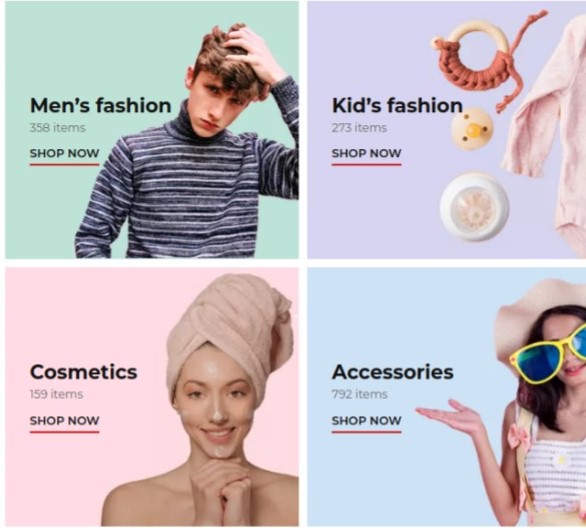 Men's fashion
358 items
SHOP NOW
Kid's fashion
273 items
SHOP NOW
Cosmetics
159 items
SHOP NOW
Accessories
792 items
SHOP NOW